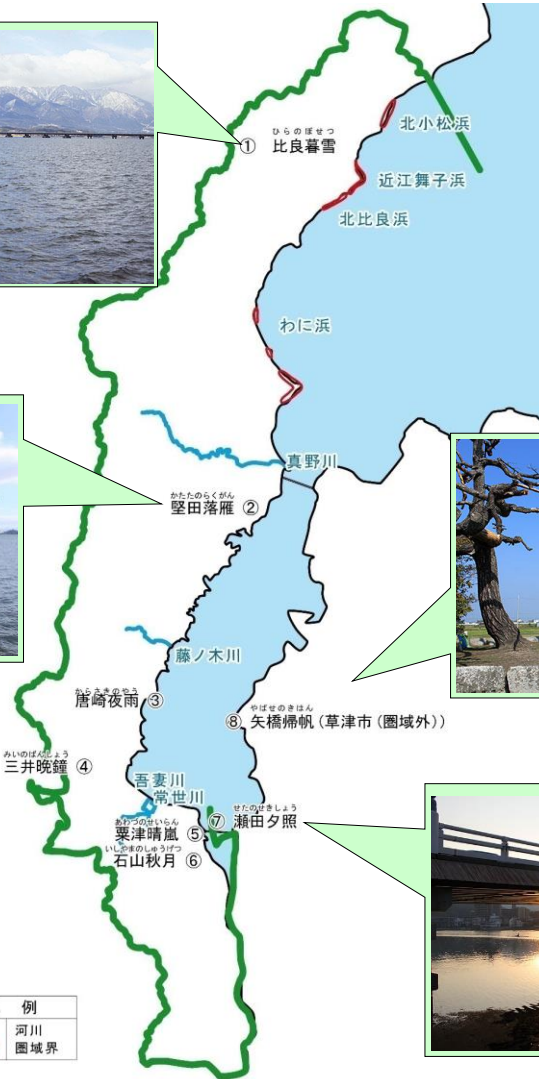 北小松浜
ひらのぼせつ
① 比良暮雪
近江舞子浜
北比良浜
わに浜
真野川
かたたのらくがん
堅田落雁 ②
藤ノ木川
からさきのやう
唐崎夜雨 ③
やばせのきはん
⑧ 矢橋帰帆(草津市(圏域外))
みいのばんしょう
三井晩鐘 ④
吾妻川
常世川
せたのせきしょう
⑦ 瀬田夕照
あわづのせいらん
粟津晴嵐 ⑤
いしやまのしゅうげつ
石山秋月 ⑥
例
河川
圏域界